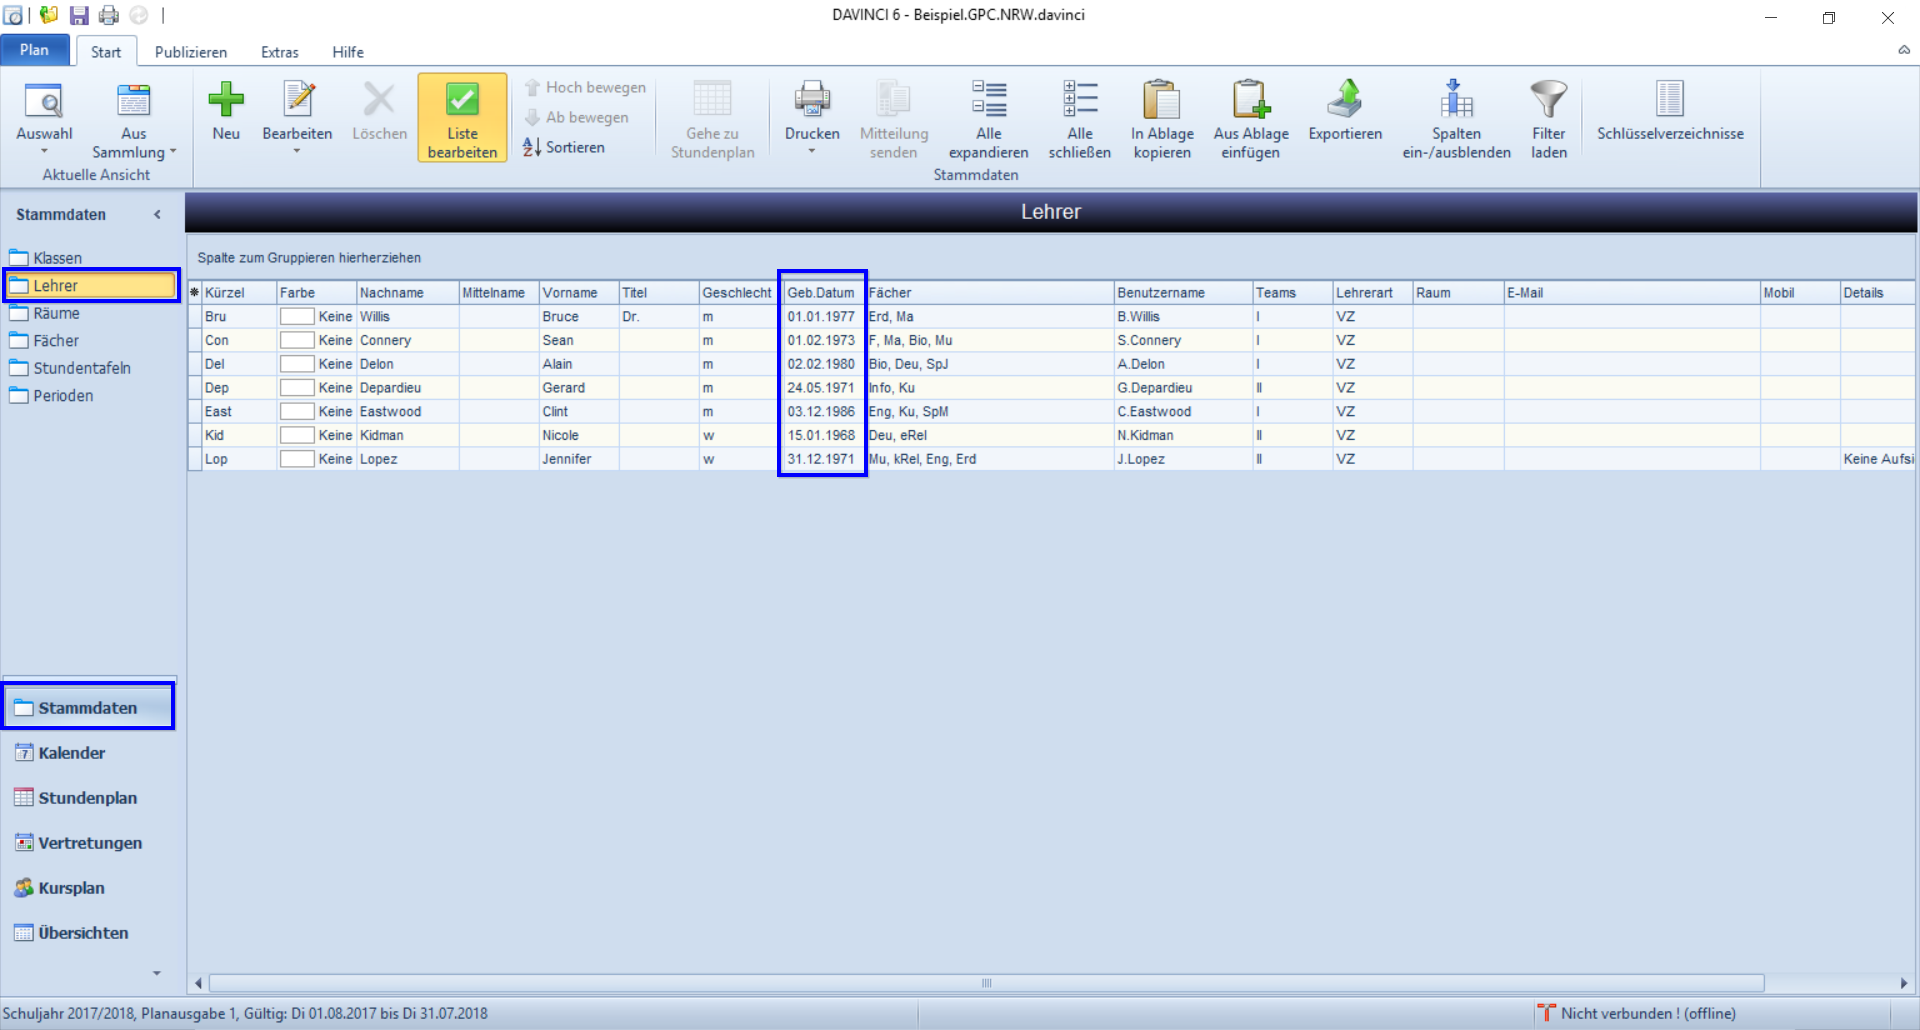 DAVINCI 6 - Beispiel.GPC.NRW.davinci
Plan Start Publizieren Extras Hilfe
Auswahl
Aus Sammlung
Aktuelle Ansicht
Neu
Bearbeiten
Löschen
Liste bearbeiten
Hoch bewegen
Ab bewegen
Sortieren
Gehe zu Stundenplan
Drucken
Mitteilung senden
Alle expandieren
Alle schließen
In Ablage kopieren
Aus Ablage einfügen
Exportieren
Spalten ein-/ausblenden
Filter laden
Stammdaten
Schlüsselverzeichnisse
Stammdaten
Klassen
Lehrer
Räume
Fächer
Stundentafeln
Perioden
Lehrer
Spalte zum Gruppieren hierherziehen
Kürzel Farbe Nachname Mittelname Vorname Titel Geschlecht Geb.Datum Fächer Benutzername Teams Lehrerart Raum E-Mail Mobil Details
Bru Keine Willis Bruce Dr. m 01.01.1977 Erd, Ma B.Willis I VZ
Con Keine Connery Sean m 01.02.1973 F, Ma, Bio, Mu S.Connery I VZ
Del Keine Delon Alain m 02.02.1980 Bio, Deu, SpJ A.Delon I VZ
Dep Keine Depardieu Gerard m 24.05.1971 Info, Ku G.Depardieu II VZ
East Keine Eastwood Clint m 03.12.1986 Eng, Ku, SpM C.Eastwood I VZ
Kid Keine Kidman Nicole w 15.01.1968 Deu, eRel N.Kidman II VZ
Lop Keine Lopez Jennifer w 31.12.1971 Mu, kRel, Eng, Erd J.Lopez II VZ Keine Aufsi
Stammdaten
Kalender
Stundenplan
Vertretungen
Kursplan
Übersichten
Schuljahr 2017/2018, Planausgabe 1, Gültig: Di 01.08.2017 bis Di 31.07.2018
Nicht verbunden ! (offline)